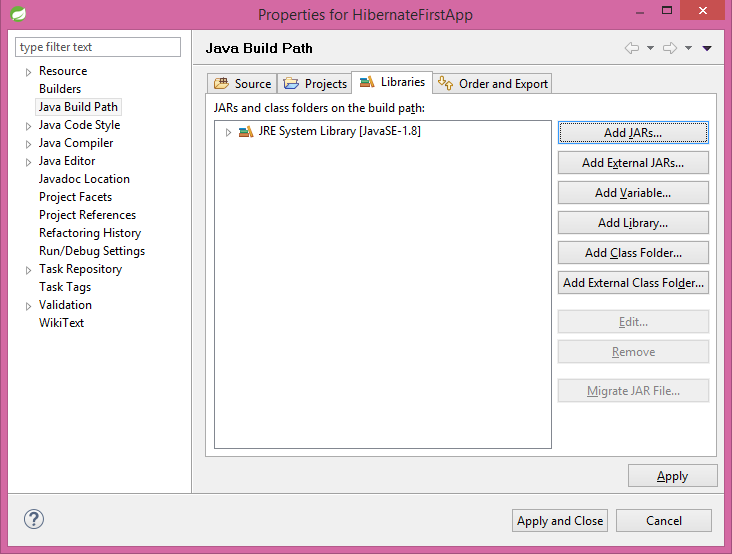 Properties for HibernateFirstApp
type filter text
Resource
Builders
Java Build Path
Java Code Style
Java Compiler
Java Editor
Javadoc Location
Project Facets
Project References
Refactoring History
Run/Debug Settings
Task Repository
Task Tags
Validation
WikiText
Java Build Path
Source Projects Libraries Order and Export
JARs and class folders on the build path:
JRE System Library [JavaSE-1.8]
Add JARs...
Add External JARs...
Add Variable...
Add Library...
Add Class Folder...
Add External Class Folder...
Edit...
Remove
Migrate JAR File...
Apply
? Apply and Close Cancel